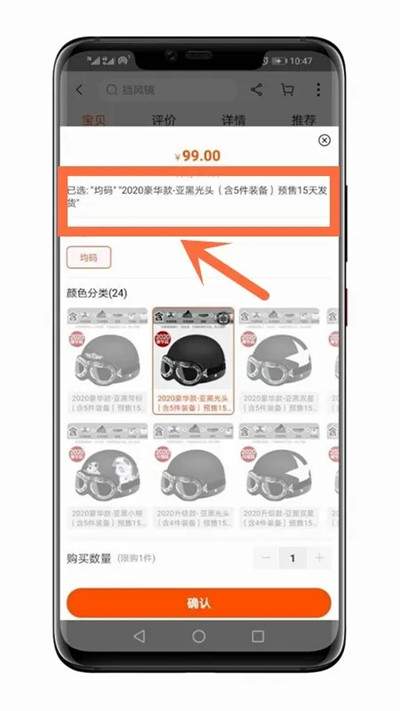 10:47
挡风镜
宝贝 评价 详情 推荐
¥99.00
已选: "均码" "2020豪华款-亚黑光头（含5件装备）预售15天发
货"
均码
颜色分类(24)
2020豪华款-亚黑弯标
（含5件装备）预售15...
2020豪华款-亚黑光头
（含5件装备）预售15...
2020豪华款-亚黑双星
（含5件装备）预售15...
2020豪华款-亚黑小熊
（含5件装备）预售15...
2020升级款-亚黑光头
（含4件装备）预售15...
2020升级款-亚黑双星
（含4件装备）预售15...
购买数量 (限购1件)
1
确认